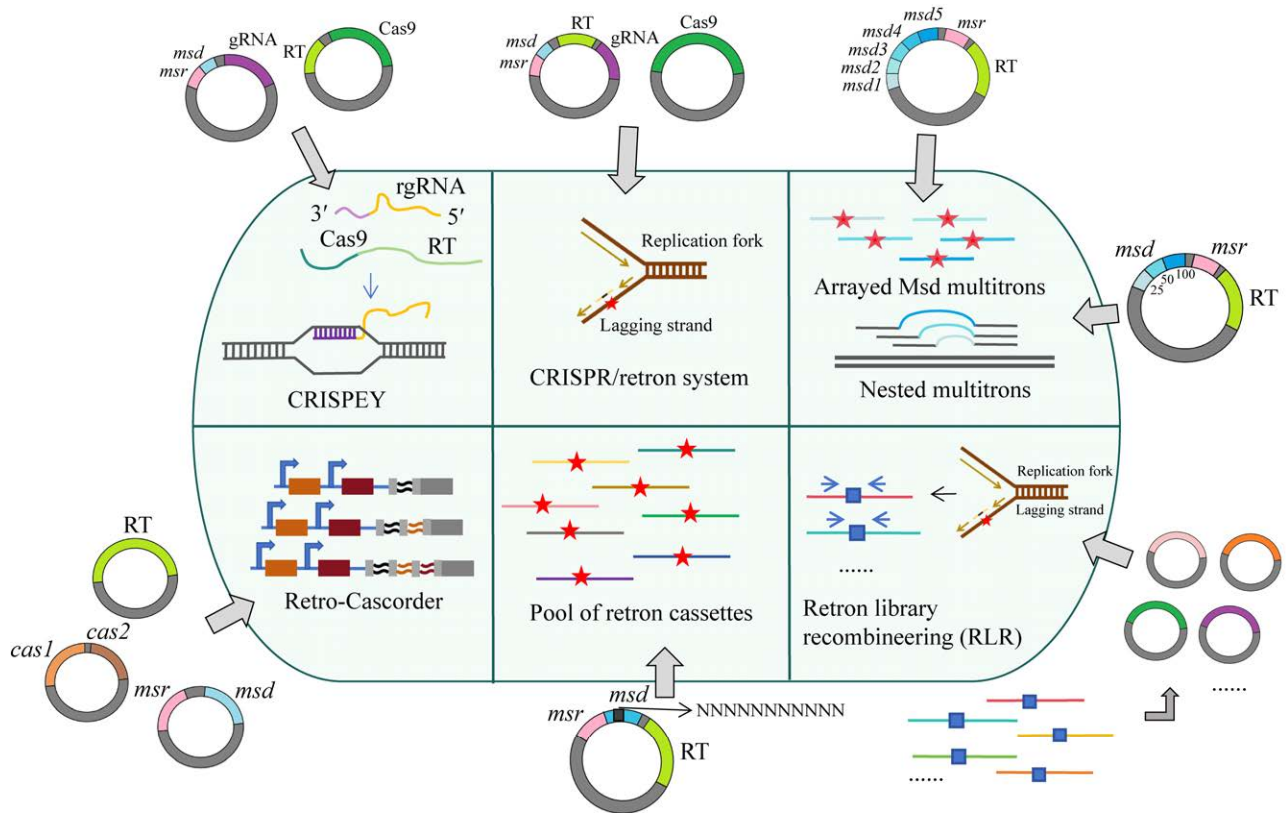 msr
msd
gRNA
RT
Cas9
msr
msd
RT
gRNA
Cas9
msd1
msd2
msd3
msd4
msd5
msr
RT
rgRNA
3′
5′
Cas9
RT
CRISPEY
Replication fork
Lagging strand
CRISPR/retron system
Arrayed Msd multitrons
Nested multitrons
msd
25
50
100
msr
RT
Retro-Cascorder
Pool of retron cassettes
Replication fork
Lagging strand
......
Retron library
recombineering (RLR)
RT
cas1
cas2
msr
msd
msr
msd
NNNNNNNNNNN
RT
......
......